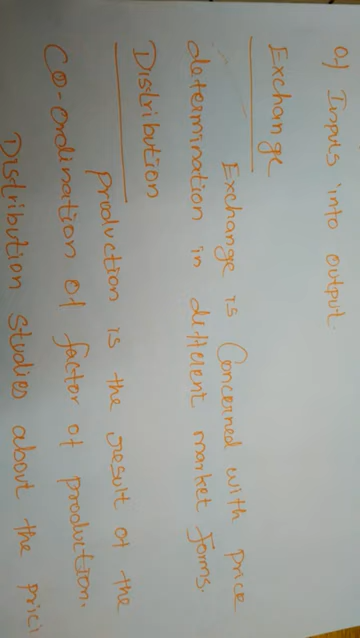 of Inputs into output.
Exchange
Exchange is Concerned with price
determination in different market forms.
Distribution
production is the result of the
Co-ordination of factor of production.
Distribution studies about the prici